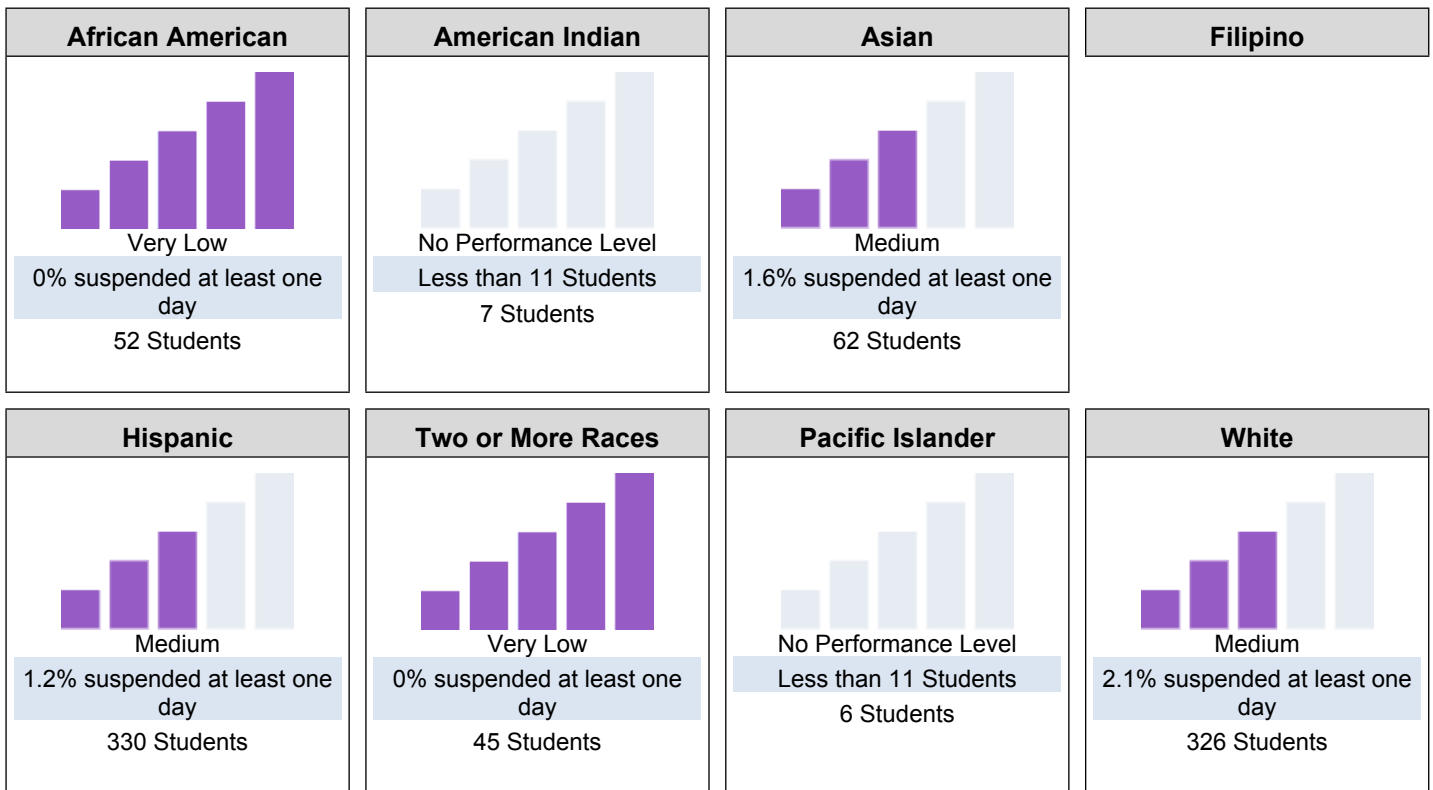 African American
Very Low
0% suspended at least one
day
52 Students
American Indian
No Performance Level
Less than 11 Students
7 Students
Asian
Medium
1.6% suspended at least one
day
62 Students
Filipino
Hispanic
Medium
1.2% suspended at least one
day
330 Students
Two or More Races
Very Low
0% suspended at least one
day
45 Students
Pacific Islander
No Performance Level
Less than 11 Students
6 Students
White
Medium
2.1% suspended at least one
day
326 Students